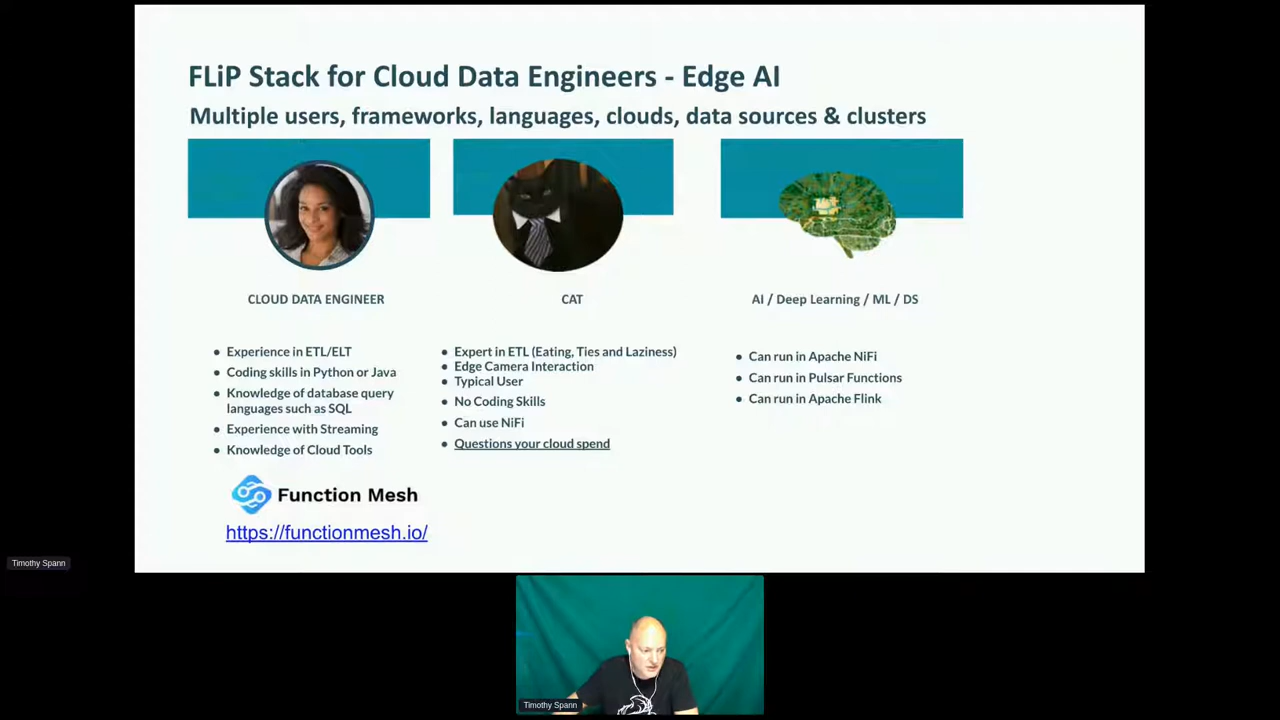 FLiP Stack for Cloud Data Engineers - Edge AI
Multiple users, frameworks, languages, clouds, data sources & clusters
CLOUD DATA ENGINEER
• Experience in ETL/ELT
• Coding skills in Python or Java
• Knowledge of database query
languages such as SQL
• Experience with Streaming
• Knowledge of Cloud Tools
CAT
• Expert in ETL (Eating, Ties and Laziness)
• Edge Camera Interaction
• Typical User
• No Coding Skills
• Can use NiFi
• Questions your cloud spend
AI / Deep Learning / ML / DS
• Can run in Apache NiFi
• Can run in Pulsar Functions
• Can run in Apache Flink
Function Mesh
https://functionmesh.io/
Timothy Spann
Timothy Spann